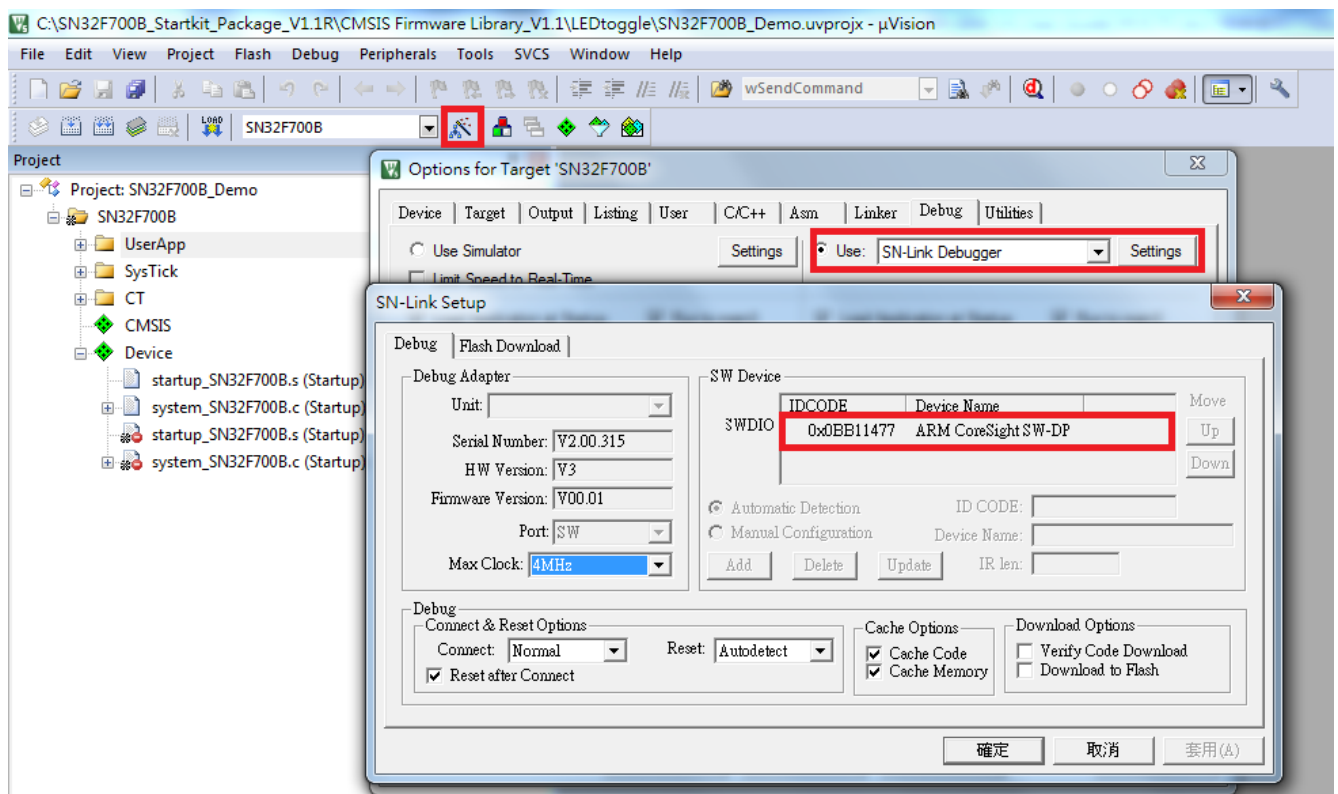 C:\SN32F700B_Startkit_Package_V1.1R\CMSIS Firmware Library_V1.1\LEDtoggle\SN32F700B_Demo.uvprojx - µVision
File Edit View Project Flash Debug Peripherals Tools SVCS Window Help
wSendCommand
LOAD SN32F700B
Project
Project: SN32F700B_Demo
SN32F700B
UserApp
SysTick
CT
CMSIS
Device
startup_SN32F700B.s (Startup)
system_SN32F700B.c (Startup)
startup_SN32F700B.s (Startup)
system_SN32F700B.c (Startup)
Options for Target 'SN32F700B'
Device Target Output Listing User C/C++ Asm Linker Debug Utilities
Use Simulator Settings Use: SN-Link Debugger Settings
Limit Speed to Real-Time
SN-Link Setup
Debug Flash Download
Debug Adapter
Unit:
Serial Number: V2.00.315
HW Version: V3
Firmware Version: V00.01
Port: SW
Max Clock: 4MHz
SW Device
IDCODE Device Name Move
SWDIO 0x0BB11477 ARM CoreSight SW-DP Up
Down
Automatic Detection ID CODE:
Manual Configuration Device Name:
Add Delete Update IR len:
Debug
Connect & Reset Options
Connect: Normal Reset: Autodetect
Reset after Connect
Cache Options
Cache Code
Cache Memory
Download Options
Verify Code Download
Download to Flash
確定 取消 套用(A)